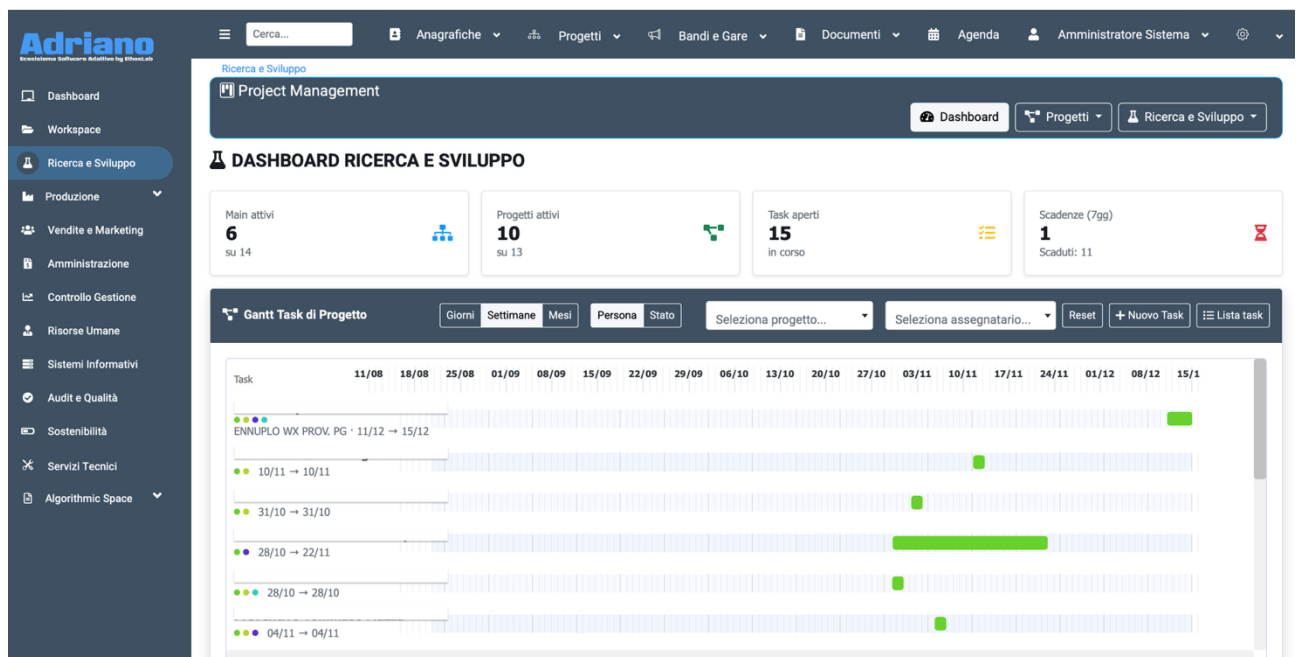 Adriano
Ecosistema Software Adaitivo by EthosLab
Cerca...
Anagrafiche
Progetti
Bandi e Gare
Documenti
Agenda
Amministratore Sistema
Dashboard
Workspace
Ricerca e Sviluppo
Produzione
Vendite e Marketing
Amministrazione
Controllo Gestione
Risorse Umane
Sistemi Informativi
Audit e Qualità
Sostenibilità
Servizi Tecnici
Algorithmic Space
Ricerca e Sviluppo
Project Management
Dashboard
Progetti
Ricerca e Sviluppo
DASHBOARD RICERCA E SVILUPPO
Main attivi
6
su 14
Progetti attivi
10
su 13
Task aperti
15
in corso
Scadenze (7gg)
1
Scaduti: 11
Gantt Task di Progetto
Giorni Settimane Mesi
Persona Stato
Seleziona progetto...
Seleziona assegnatario...
Reset
+ Nuovo Task
Lista task
Task 11/08 18/08 25/08 01/09 08/09 15/09 22/09 29/09 06/10 13/10 20/10 27/10 03/11 10/11 17/11 24/11 01/12 08/12 15/1
ENNUPLO WX PROV. PG · 11/12 → 15/12
10/11 → 10/11
31/10 → 31/10
28/10 → 22/11
28/10 → 28/10
04/11 → 04/11